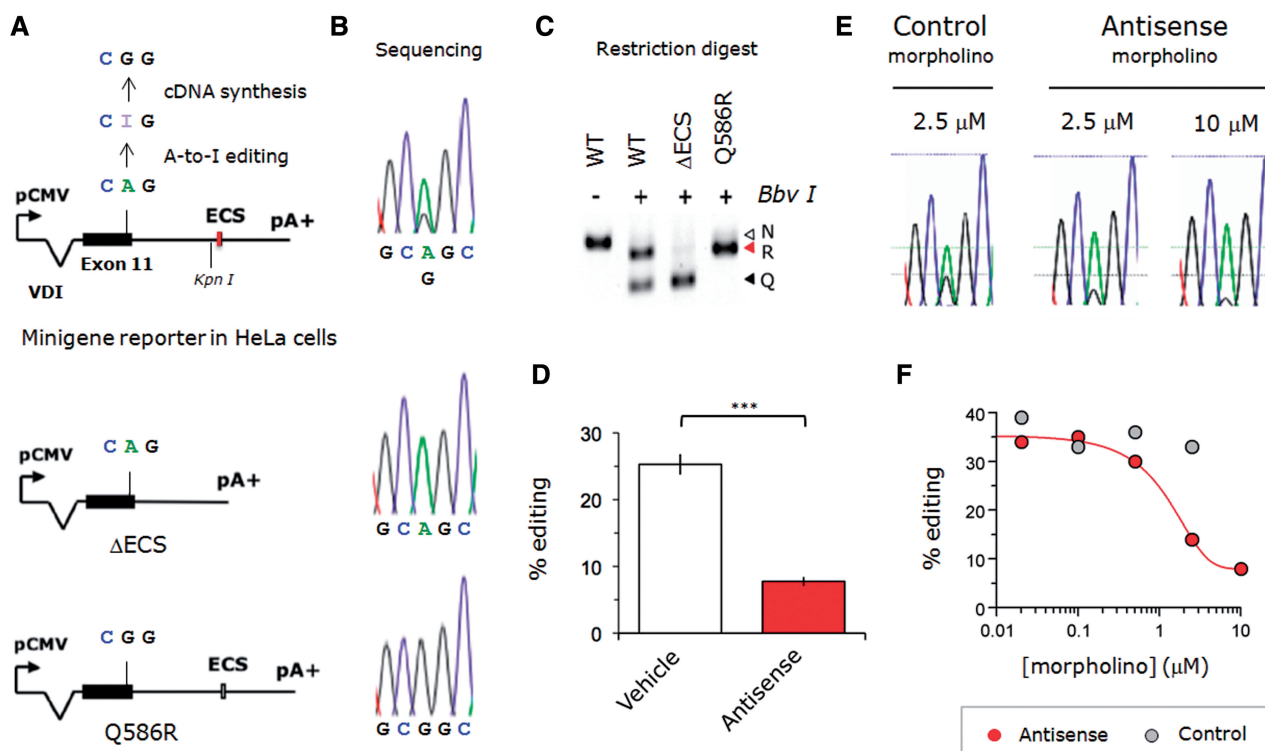 A
C G G
cDNA synthesis
C I G
A-to-I editing
C A G
pCMV
ECS
pA+
Exon 11
Kpn I
VDI
Minigene reporter in HeLa cells
C A G
pCMV
pA+
ΔECS
C G G
pCMV
ECS
pA+
Q586R
B
Sequencing
G C A G C
G
G C A G C
G C G G C
C
Restriction digest
WT
WT
ΔECS
Q586R
- + + + Bbv I
N
R
Q
D
***
% editing
30
20
10
0
Vehicle
Antisense
E
Control
morpholino
Antisense
morpholino
2.5 µM
2.5 µM
10 µM
F
% editing
40
30
20
10
0
0.01
0.1
1
10
[morpholino] (µM)
Antisense
Control